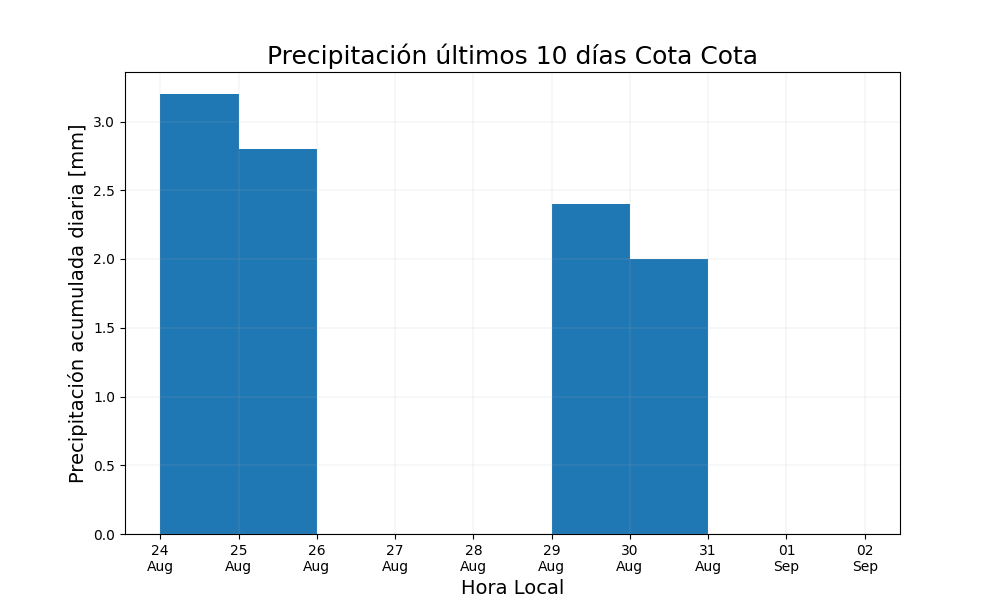 Precipitación últimos 10 días Cota Cota
Precipitación acumulada diaria [mm]
3.0
2.5
2.0
1.5
1.0
0.5
0.0
24 25 26 27 28 29 30 31 01 02
Aug Aug Aug Aug Aug Aug Aug Aug Sep Sep
Hora Local